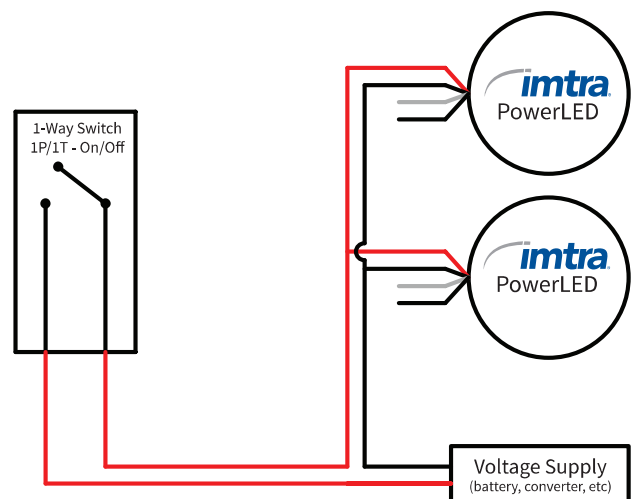 imtra
PowerLED
1-Way Switch
1P/1T - On/Off
imtra
PowerLED
Voltage Supply
(battery, converter, etc)